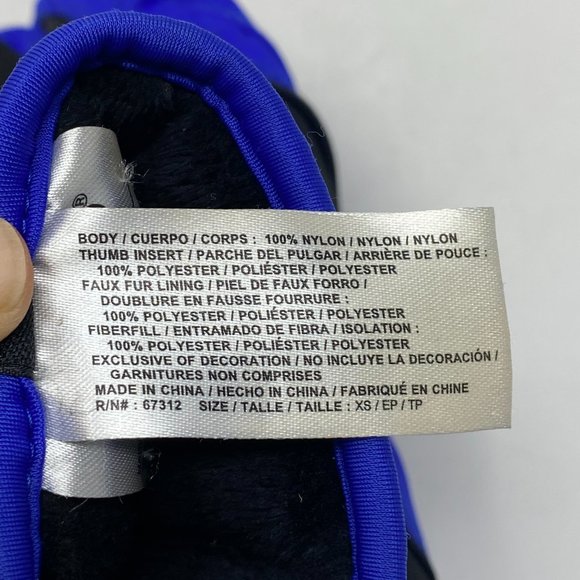 ®
BODY / CUERPO / CORPS : 100% NYLON / NYLON / NYLON
THUMB INSERT / PARCHE DEL PULGAR / ARRIÈRE DE POUCE :
100% POLYESTER / POLIÉSTER / POLYESTER
FAUX FUR LINING / PIEL DE FAUX FORRO /
DOUBLURE EN FAUSSE FOURRURE :
100% POLYESTER / POLIÉSTER / POLYESTER
FIBERFILL / ENTRAMADO DE FIBRA / ISOLATION :
100% POLYESTER / POLIÉSTER / POLYESTER
EXCLUSIVE OF DECORATION / NO INCLUYE LA DECORACIÓN /
GARNITURES NON COMPRISES
MADE IN CHINA / HECHO IN CHINA / FABRIQUÉ EN CHINE
R/N# : 67312 SIZE / TALLE / TAILLE : XS / EP / TP